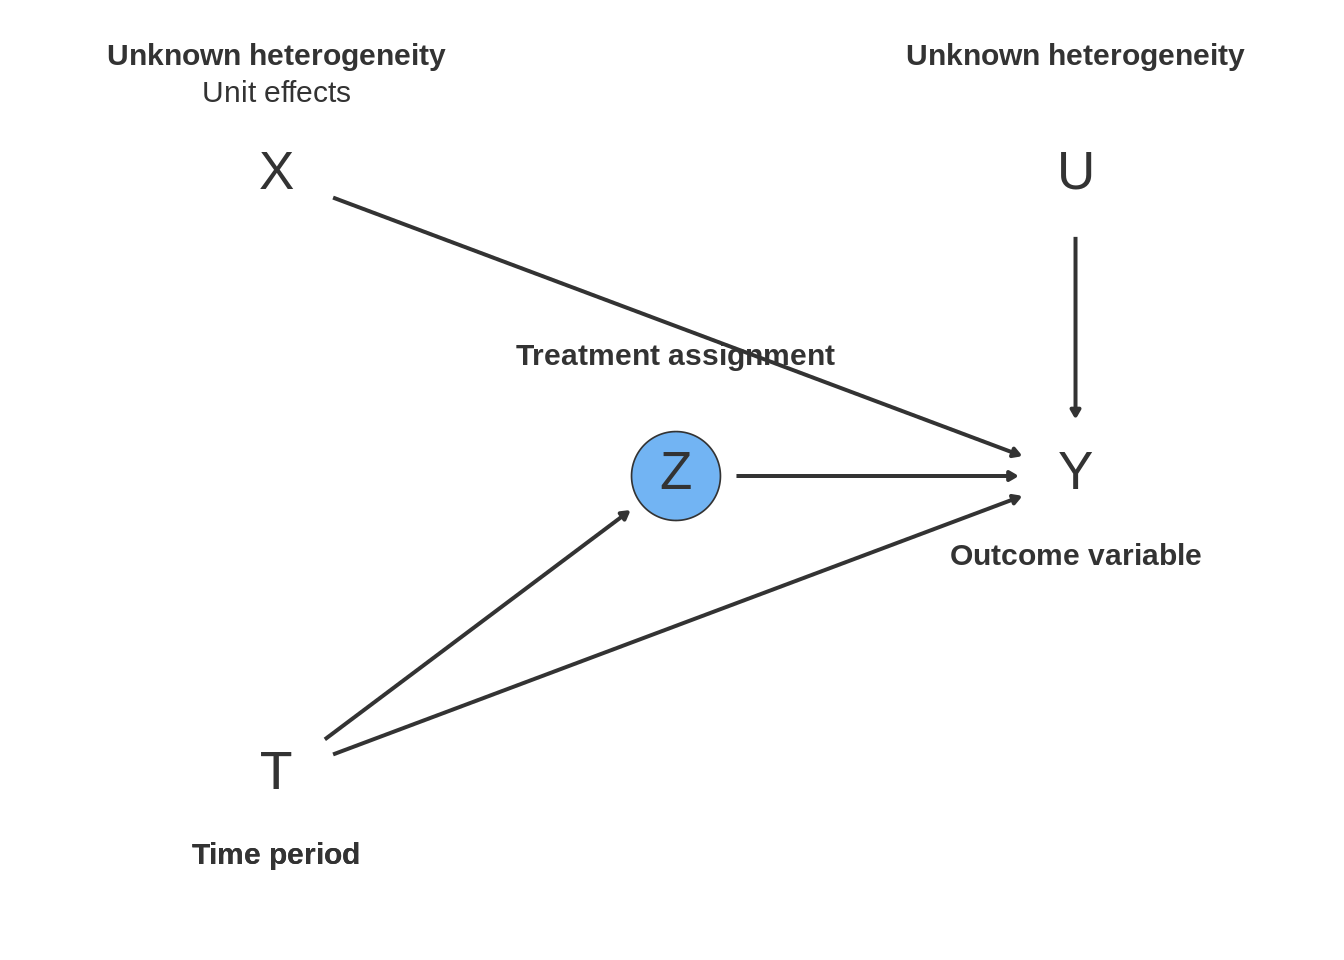 Unknown heterogeneity
Unit effects
Unknown heterogeneity
X
U
Treatment assignment
Z
Y
Outcome variable
T
Time period